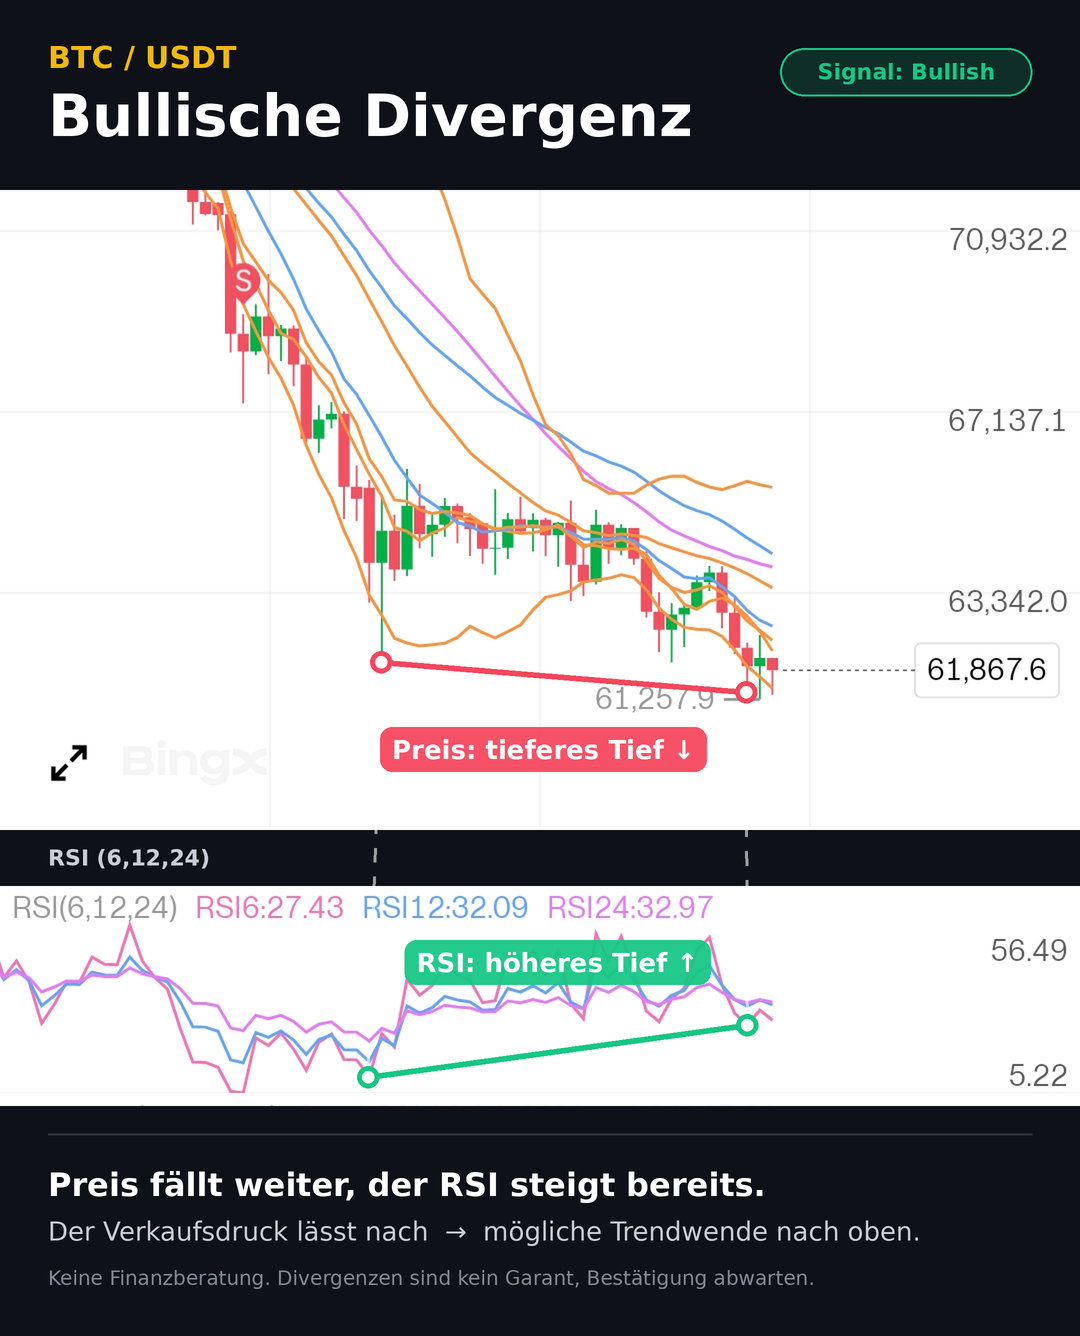 BTC / USDT
Signal: Bullish
Bullische Divergenz
70,932.2
S
67,137.1
63,342.0
61,867.6
61,257.9
Preis: tieferes Tief ↓
BingX
RSI (6,12,24)
RSI(6,12,24) RSI6:27.43 RSI12:32.09 RSI24:32.97
56.49
RSI: höheres Tief ↑
5.22
Preis fällt weiter, der RSI steigt bereits.
Der Verkaufsdruck lässt nach → mögliche Trendwende nach oben.
Keine Finanzberatung. Divergenzen sind kein Garant, Bestätigung abwarten.